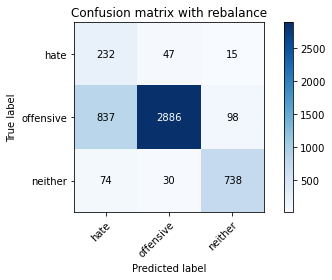 Confusion matrix with rebalance
True label
hate
232 47 15
offensive
837 2886 98
neither
74 30 738
hate
offensive
neither
Predicted label
2500
2000
1500
1000
500